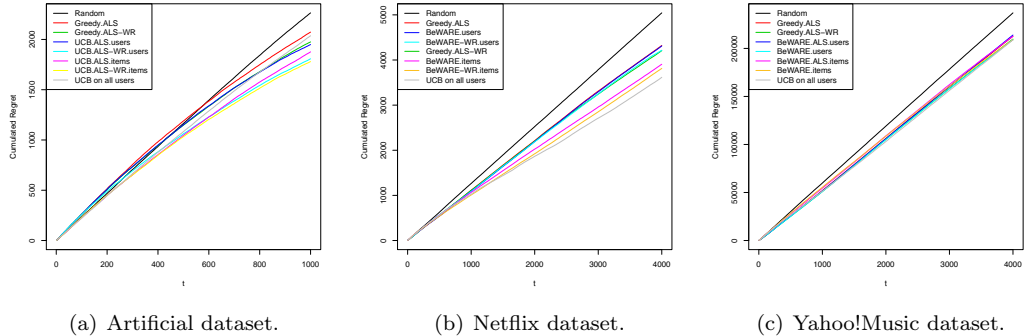 Random
Greedy.ALS
Greedy.ALS-WR
UCB.ALS.users
UCB.ALS-WR.users
UCB.ALS.items
UCB.ALS-WR.items
UCB on all users
Cumulated Regret
0
500
1000
1500
2000
0
200
400
600
800
1000
t
(a) Artificial dataset.
Random
Greedy.ALS
BeWARE.users
BeWARE-WR.users
Greedy.ALS-WR
BeWARE.items
BeWARE-WR.items
UCB on all users
Cumulated Regret
0
1000
2000
3000
4000
5000
0
1000
2000
3000
4000
t
(b) Netflix dataset.
Random
Greedy.ALS
Greedy.ALS-WR
BeWARE.ALS.users
BeWARE.users
BeWARE.ALS.items
BeWARE.items
UCB on all users
Cumulated Regret
0
50000
100000
150000
0
1000
2000
3000
4000
t
(c) Yahoo!Music dataset.